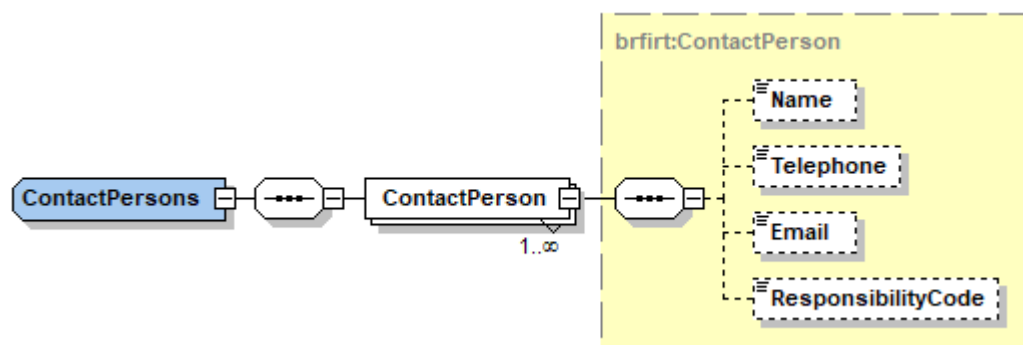 brfirt:ContactPerson
Name
Telephone
ContactPersons
ContactPerson
1..∞
Email
ResponsibilityCode